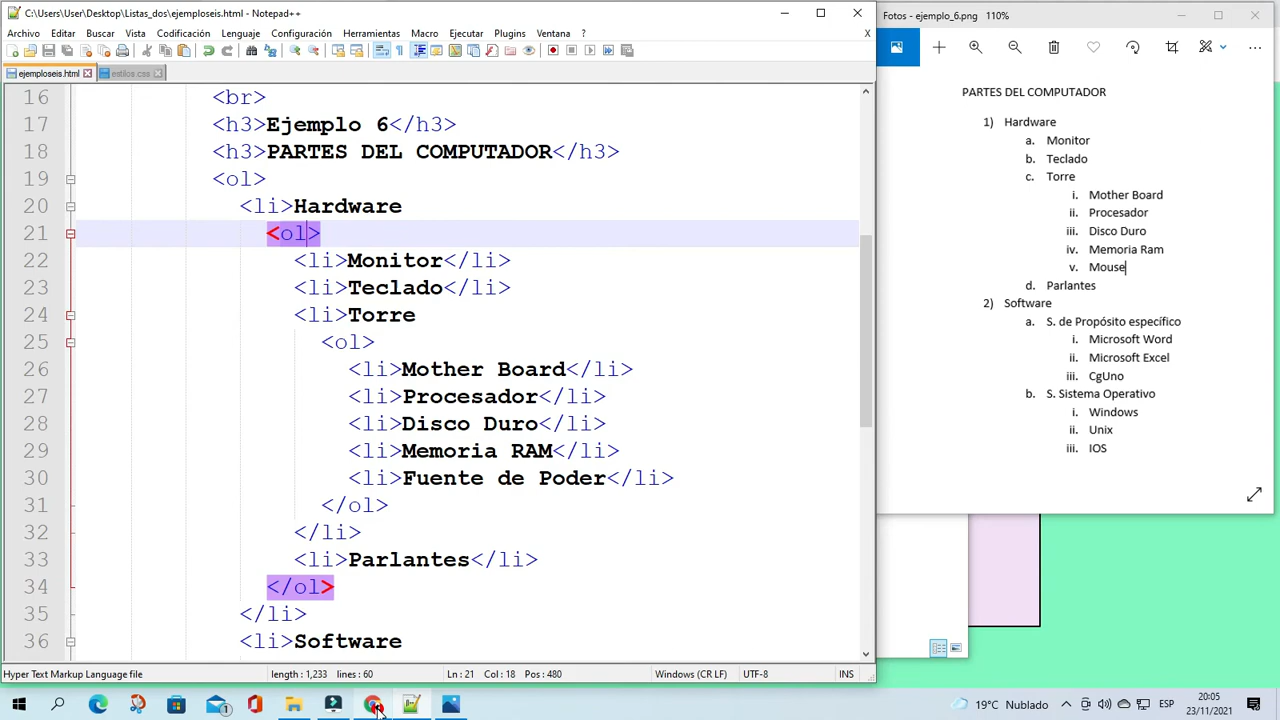 C:\Users\User\Desktop\Listas_dos\ejemploseis.html - Notepad++
Archivo Editar Buscar Vista Codificación Lenguaje Herramientas Configuración Macro Ejecutar Plugins Ventana ? X
ejemploseis.html estilos.css
16 <br>
17 <h3>Ejemplo 6</h3>
18 <h3>PARTES DEL COMPUTADOR</h3>
19 <ol>
20 <li>Hardware
21 <ol>
22 <li>Monitor</li>
23 <li>Teclado</li>
24 <li>Torre
25 <ol>
26 <li>Mother Board</li>
27 <li>Procesador</li>
28 <li>Disco Duro</li>
29 <li>Memoria RAM</li>
30 <li>Fuente de Poder</li>
31 </ol>
32 </li>
33 <li>Parlantes</li>
34 </ol>
35 </li>
36 <li>Software
Hyper Text Markup Language file length : 1,233 lines : 60 Ln : 21 Col : 18 Pos : 480 Windows (CR LF) UTF-8 INS
Fotos - ejemplo_6.png 110%
PARTES DEL COMPUTADOR
1) Hardware
a. Monitor
b. Teclado
c. Torre
i. Mother Board
ii. Procesador
iii. Disco Duro
iv. Memoria Ram
v. Mouse
d. Parlantes
2) Software
a. S. de Propósito específico
i. Microsoft Word
ii. Microsoft Excel
iii. CgUno
b. S. Sistema Operativo
i. Windows
ii. Unix
iii. IOS
1
19°C Nublado ESP 20:05
23/11/2021